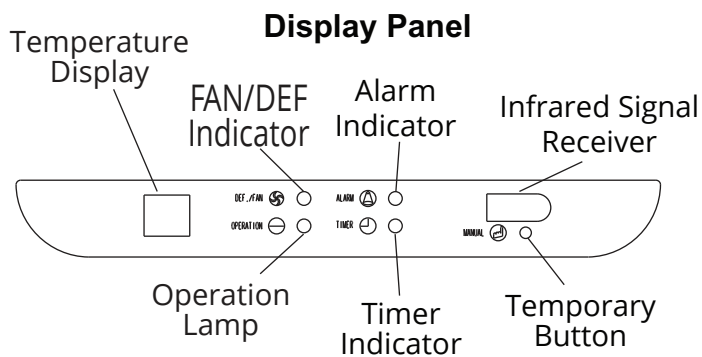 Display Panel
Temperature
Display
FAN/DEF
Indicator
Alarm
Indicator
Infrared Signal
Receiver
DEF./FAN
ALARM
OPERATION
TIMER
MANUAL
Operation
Lamp
Timer
Indicator
Temporary
Button